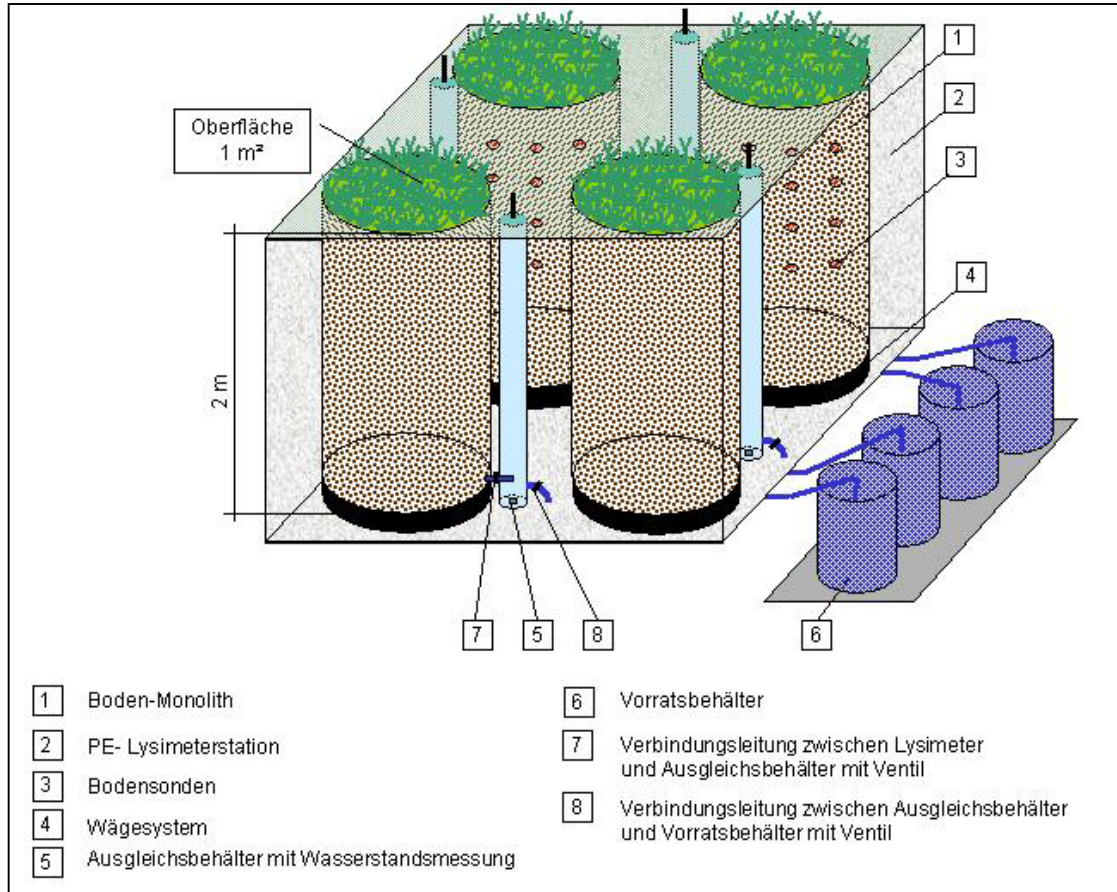 Oberfläche
1 m²
1
2
3
4
2 m
7
5
8
6
1 Boden-Monolith
2 PE- Lysimeterstation
3 Bodensonden
4 Wägesystem
5 Ausgleichsbehälter mit Wasserstandsmessung
6 Vorratsbehälter
7 Verbindungsleitung zwischen Lysimeter
und Ausgleichsbehälter mit Ventil
8 Verbindungsleitung zwischen Ausgleichsbehälter
und Vorratsbehälter mit Ventil